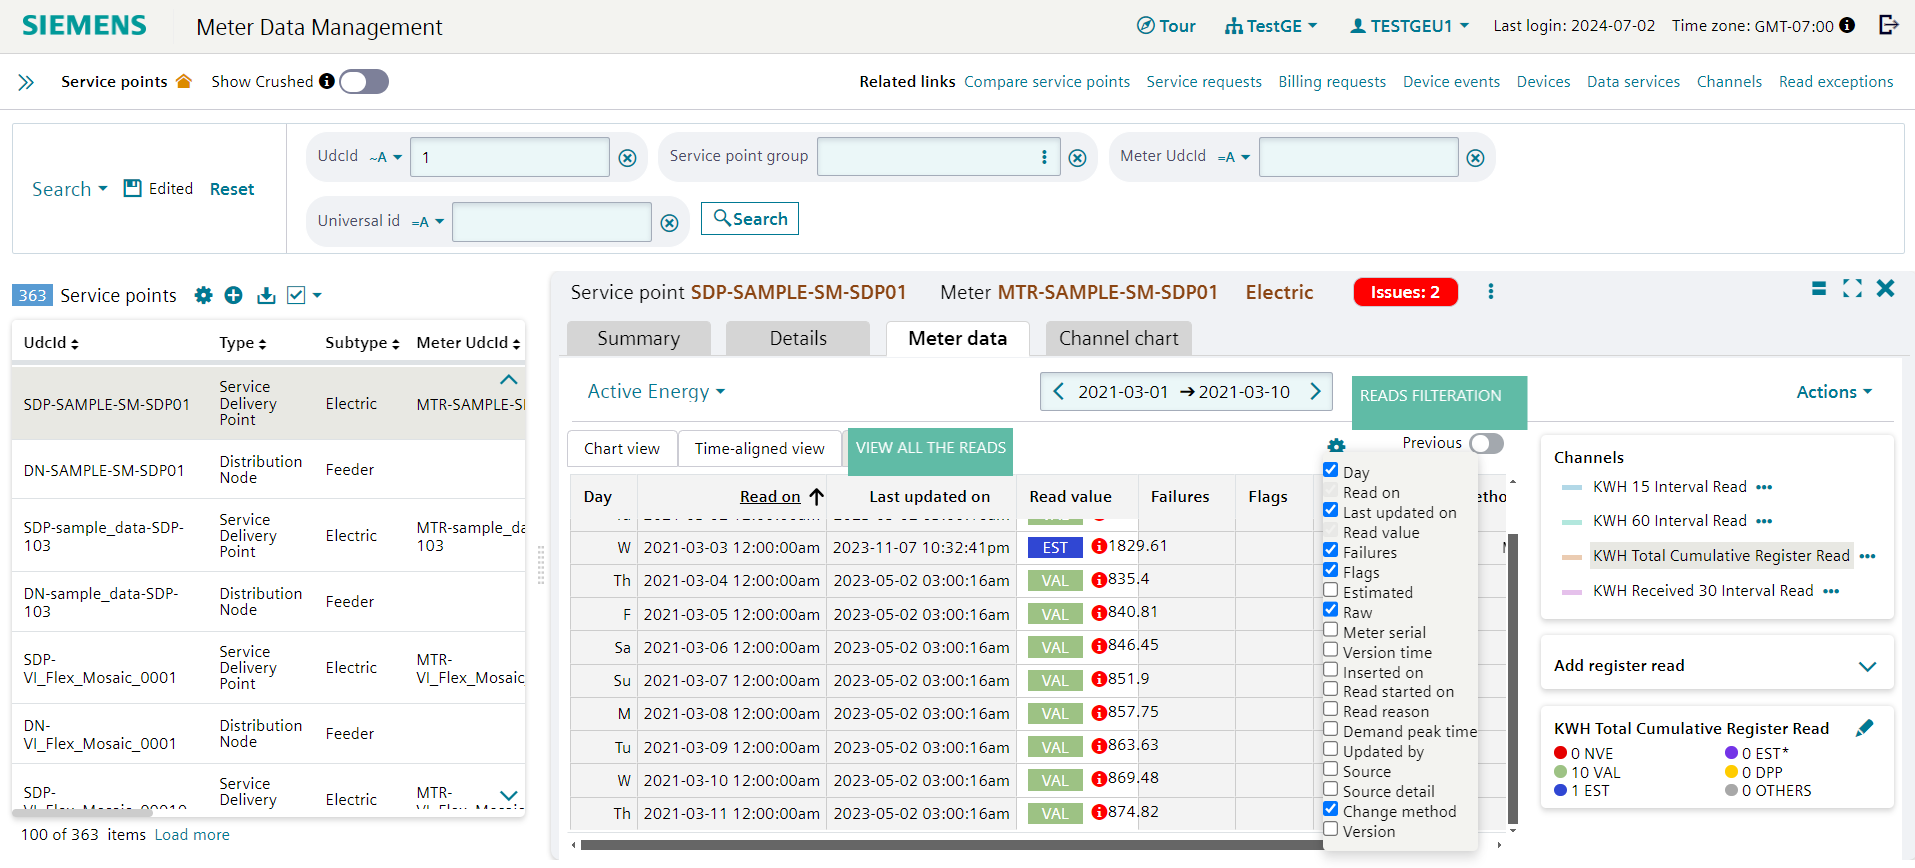 SIEMENS Meter Data Management Tour TestGE TESTGEU1 Last login: 2024-07-02 Time zone: GMT-07:00
Service points Show Crushed Related links Compare service points Service requests Billing requests Device events Devices Data services Channels Read exceptions
Search Edited Reset
UdcId ~A 1 Service point group Meter UdcId =A
Universal id =A Search
363 Service points
UdcId Type Subtype Meter UdcId
SDP-SAMPLE-SM-SDP01 Service Delivery Point Electric MTR-SAMPLE-S
DN-SAMPLE-SM-SDP01 Distribution Node Feeder
SDP-sample_data-SDP-103 Service Delivery Point Electric MTR-sample_da 103
DN-sample_data-SDP-103 Distribution Node Feeder
SDP-VI_Flex_Mosaic_0001 Service Delivery Point Electric MTR-VI_Flex_Mosaic_
DN-VI_Flex_Mosaic_0001 Distribution Node Feeder
SDP- Service Delivery Electric MTR-
100 of 363 items Load more
Service point SDP-SAMPLE-SM-SDP01 Meter MTR-SAMPLE-SM-SDP01 Electric Issues: 2
Summary Details Meter data Channel chart
Active Energy 2021-03-01 → 2021-03-10 READS FILTERATION Actions
Chart view Time-aligned view VIEW ALL THE READS Previous
Day Read on Last updated on Read value Failures Flags
W 2021-03-03 12:00:00am 2023-11-07 10:32:41pm EST 1829.61
Th 2021-03-04 12:00:00am 2023-05-02 03:00:16am VAL 835.4
F 2021-03-05 12:00:00am 2023-05-02 03:00:16am VAL 840.81
Sa 2021-03-06 12:00:00am 2023-05-02 03:00:16am VAL 846.45
Su 2021-03-07 12:00:00am 2023-05-02 03:00:16am VAL 851.9
M 2021-03-08 12:00:00am 2023-05-02 03:00:16am VAL 857.75
Tu 2021-03-09 12:00:00am 2023-05-02 03:00:16am VAL 863.63
W 2021-03-10 12:00:00am 2023-05-02 03:00:16am VAL 869.48
Th 2021-03-11 12:00:00am 2023-05-02 03:00:16am VAL 874.82
Day
Read on
Last updated on
Read value
Failures
Flags
Estimated
Raw
Meter serial
Version time
Inserted on
Read started on
Read reason
Demand peak time
Updated by
Source
Source detail
Change method
Version
Channels
KWH 15 Interval Read
KWH 60 Interval Read
KWH Total Cumulative Register Read
KWH Received 30 Interval Read
Add register read
KWH Total Cumulative Register Read
0 NVE 0 EST*
10 VAL 0 DPP
1 EST 0 OTHERS